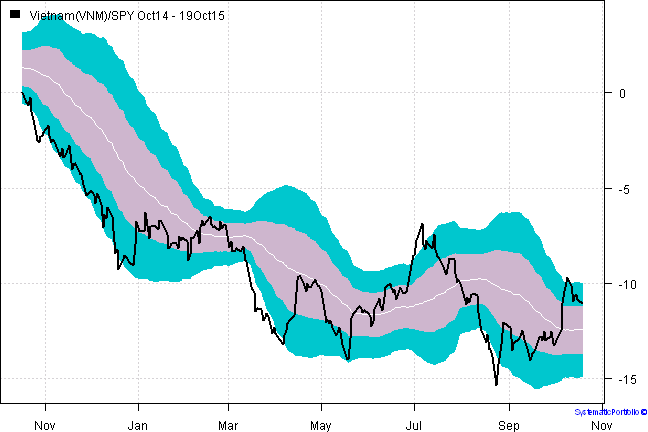 Vietnam(VNM)/SPY Oct14 - 19Oct15
0
-5
-10
-15
SystematicPortfolio ©
Nov Jan Mar May Jul Sep Nov